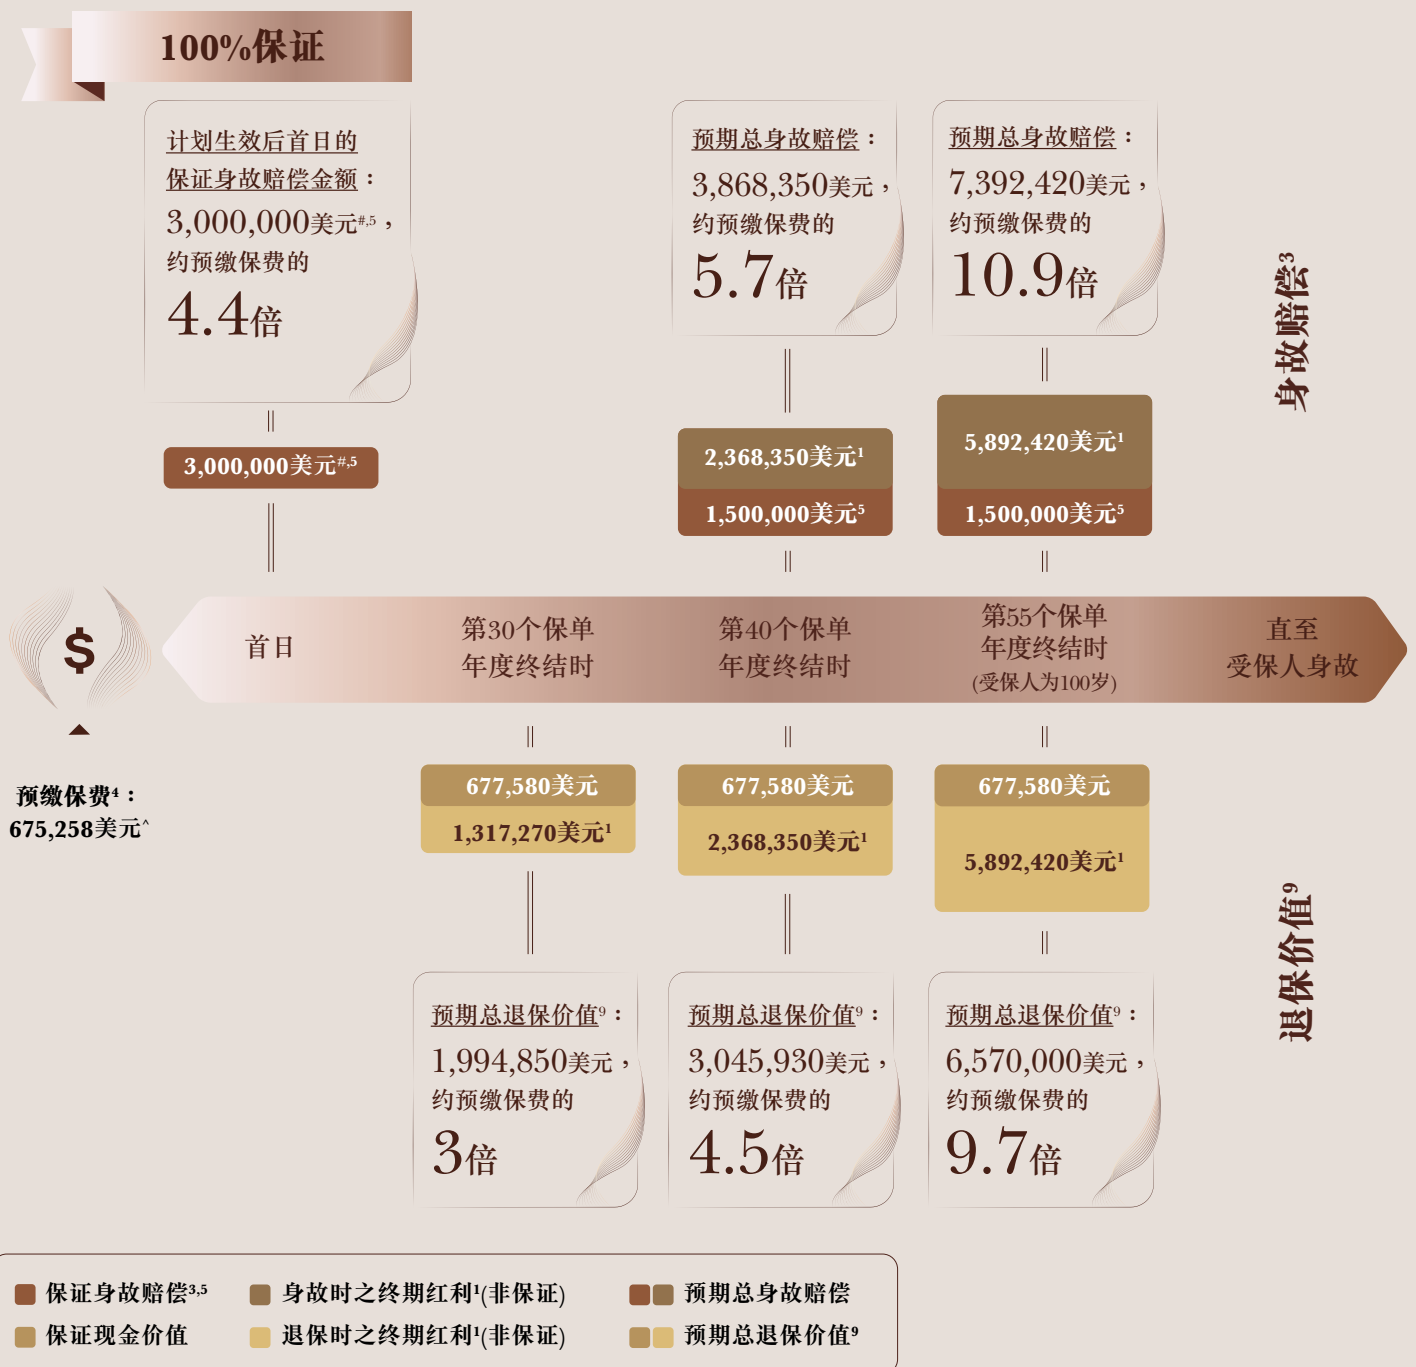 100%保证
计划生效后首日的
保证身故赔偿金额：
3,000,000美元#,5，
约预缴保费的
4.4倍
预期总身故赔偿：
3,868,350美元，
约预缴保费的
5.7倍
预期总身故赔偿：
7,392,420美元，
约预缴保费的
10.9倍
身故赔偿3
3,000,000美元#,5
2,368,350美元1
1,500,000美元5
5,892,420美元1
1,500,000美元5
$
首日
第30个保单
年度终结时
第40个保单
年度终结时
第55个保单
年度终结时
(受保人为100岁)
直至
受保人身故
预缴保费4：
675,258美元^
677,580美元
1,317,270美元1
677,580美元
2,368,350美元1
677,580美元
5,892,420美元1
退保价值9
预期总退保价值9：
1,994,850美元，
约预缴保费的
3倍
预期总退保价值9：
3,045,930美元，
约预缴保费的
4.5倍
预期总退保价值9：
6,570,000美元，
约预缴保费的
9.7倍
保证身故赔偿3,5
身故时之终期红利1(非保证)
预期总身故赔偿
保证现金价值
退保时之终期红利1(非保证)
预期总退保价值9